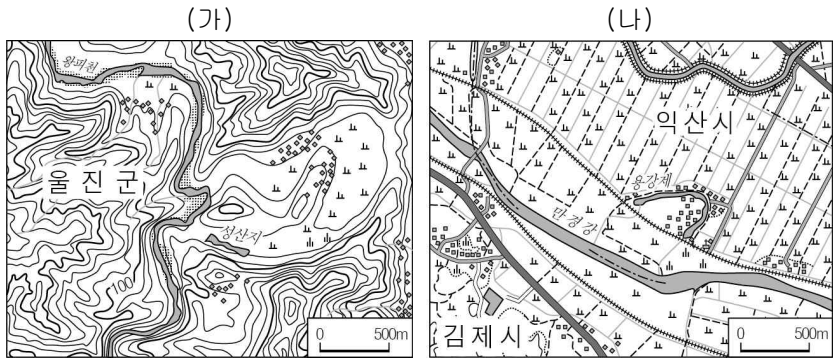 (가)
왕피천
울진군
성산지
100
0 500m
(나)
익산시
용강제
만경강
김제시
0 500m